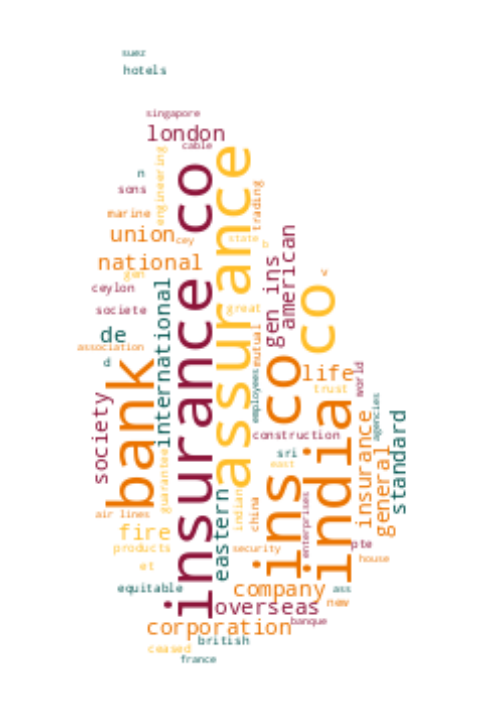 suez
hotels
singapore
london
cable
engineering
n
sons
insurance co
assurance
trading
marine
union
cey
state
b
american
gen ins
national
gen
v
ceylon
international
co
societe
great
de
association
mutual
d
bank
ins co
life
world
employees
trust
society
india
agencies
insurance
standard
construction
general
sri
guarantee
east
eastern
indian
china
enterprises
air lines
fire
products
security
pte
house
et
equitable
company
ass
overseas
new
corporation
banque
british
ceased
france